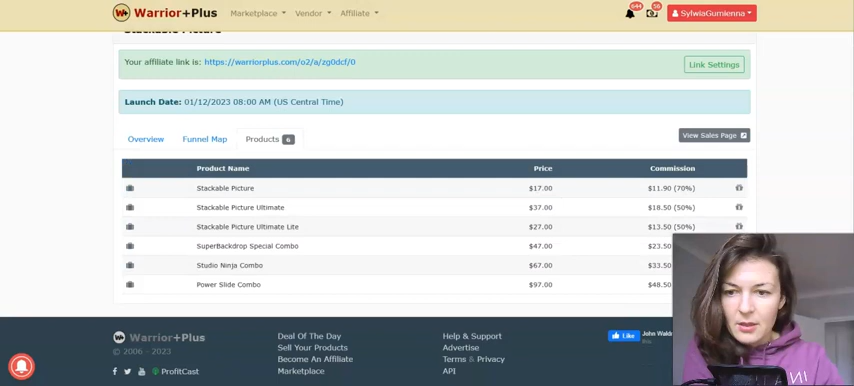 Warrior+Plus
Marketplace
Vendor
Affiliate
644
58
SylwiaGumienna
Stackable Picture
Your affiliate link is: https://warriorplus.com/o2/a/zg0dcf/0
Link Settings
Launch Date: 01/12/2023 08:00 AM (US Central Time)
Overview
Funnel Map
Products 6
View Sales Page
Product Name Price Commission
Stackable Picture $17.00 $11.90 (70%)
Stackable Picture Ultimate $37.00 $18.50 (50%)
Stackable Picture Ultimate Lite $27.00 $13.50 (50%)
SuperBackdrop Special Combo $47.00 $23.50
Studio Ninja Combo $67.00 $33.50
Power Slide Combo $97.00 $48.50
Warrior+Plus
© 2006 - 2023
ProfitCast
Deal Of The Day
Sell Your Products
Become An Affiliate
Marketplace
Help & Support
Advertise
Terms · Privacy
API
Like
John Waldr